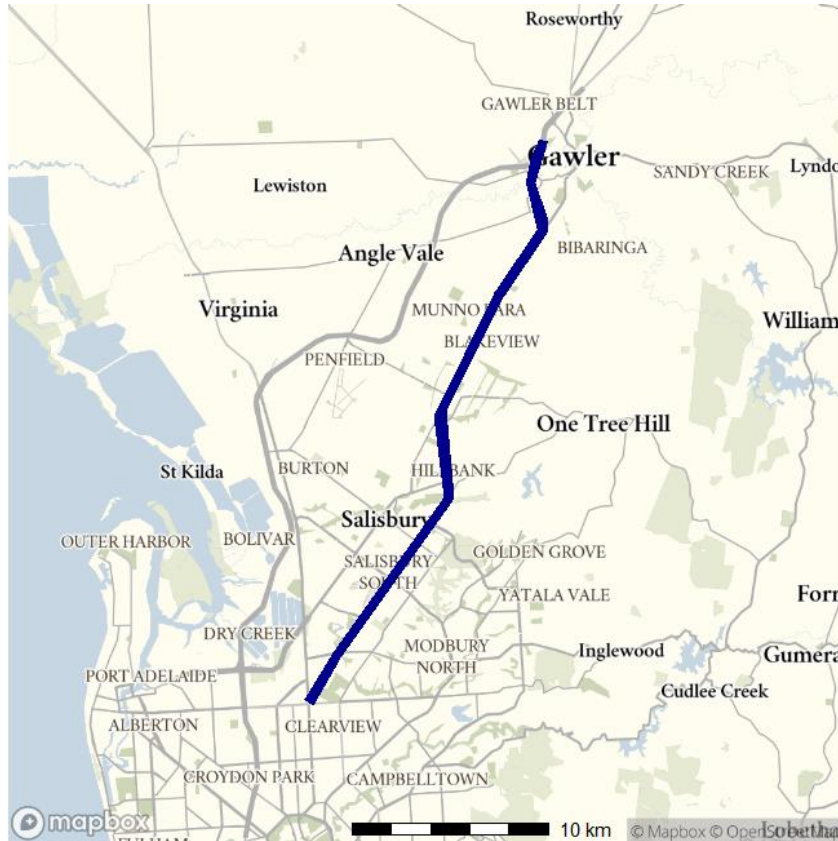 Roseworthy
GAWLER BELT
Gawler
SANDY CREEK
Lewiston
BIBARINGA
Angle Vale
Virginia
MUNNO PARA
BLAKEVIEW
PENFIELD
One Tree Hill
BURTON
HILLBANK
St Kilda
Salisbury
OUTER HARBOR
BOLIVAR
GOLDEN GROVE
SALISBURY
SOUTH
YATALA VALE
DRY CREEK
MODBURY
NORTH
Inglewood
PORT ADELAIDE
Cudlee Creek
ALBERTON
CLEARVIEW
CROYDON PARK
CAMPBELLTOWN
mapbox
10 km
© Mapbox